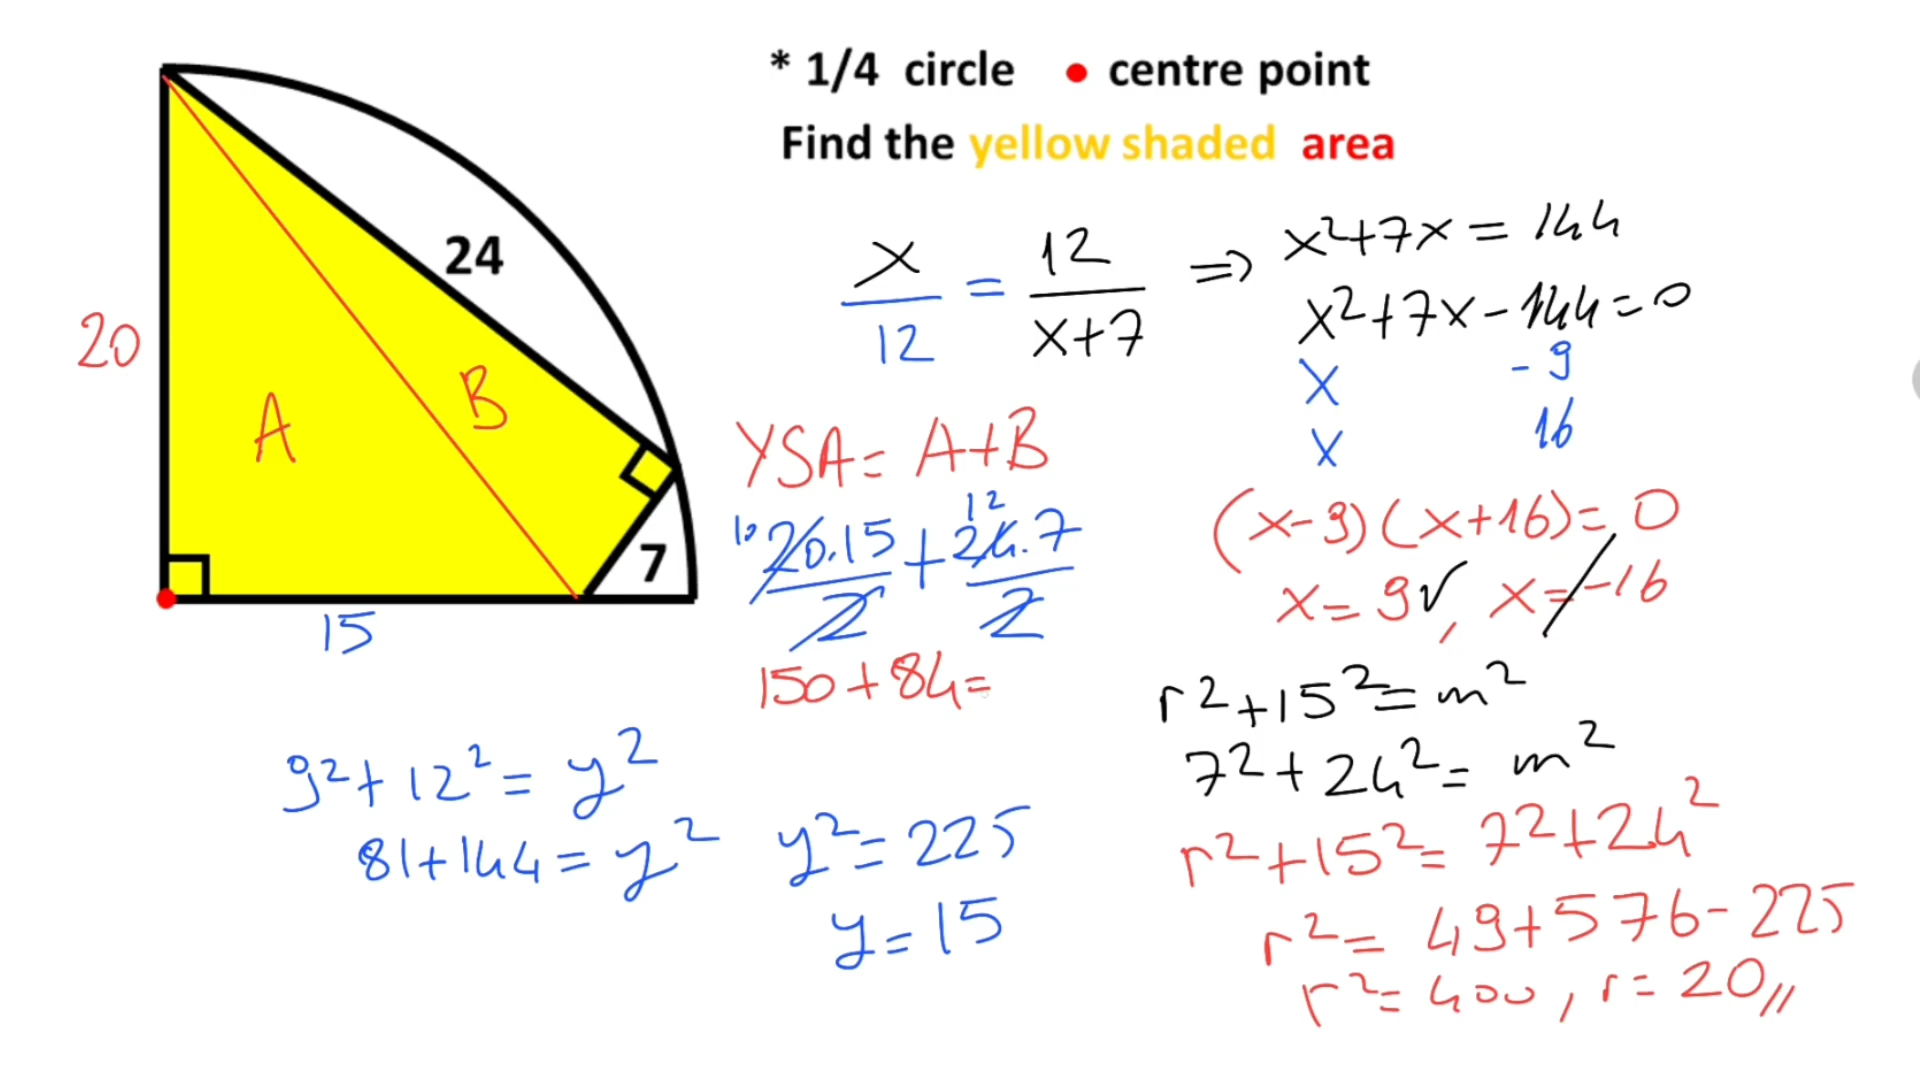 * 1/4 circle • centre point
Find the yellow shaded area
24
20
A
B
7
15
x/12 = 12/(x+7) ⇒ x²+7x = 144
x²+7x-144=0
x -9
x 16
YSA = A+B
10 12
20.15/2 + 24.7/2
150+84=
(x-9)(x+16)=0
x=9✓, x=-16
r²+15²=m²
7²+24²=m²
r²+15²=7²+24²
r²=49+576-225
r²=400, r=20//
9²+12²=y²
81+144=y² y²=225
y=15